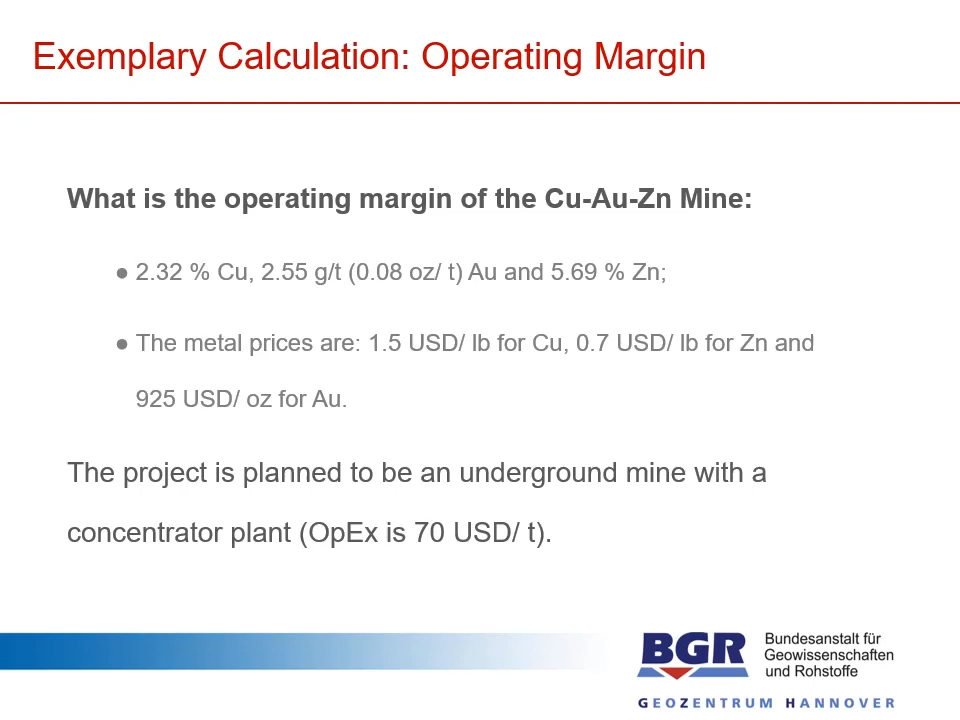 Exemplary Calculation: Operating Margin
What is the operating margin of the Cu-Au-Zn Mine:
● 2.32 % Cu, 2.55 g/t (0.08 oz/ t) Au and 5.69 % Zn;
● The metal prices are: 1.5 USD/ lb for Cu, 0.7 USD/ lb for Zn and
925 USD/ oz for Au.
The project is planned to be an underground mine with a
concentrator plant (OpEx is 70 USD/ t).
BGR
Bundesanstalt für
Geowissenschaften
und Rohstoffe
GEOZENTRUM HANNOVER